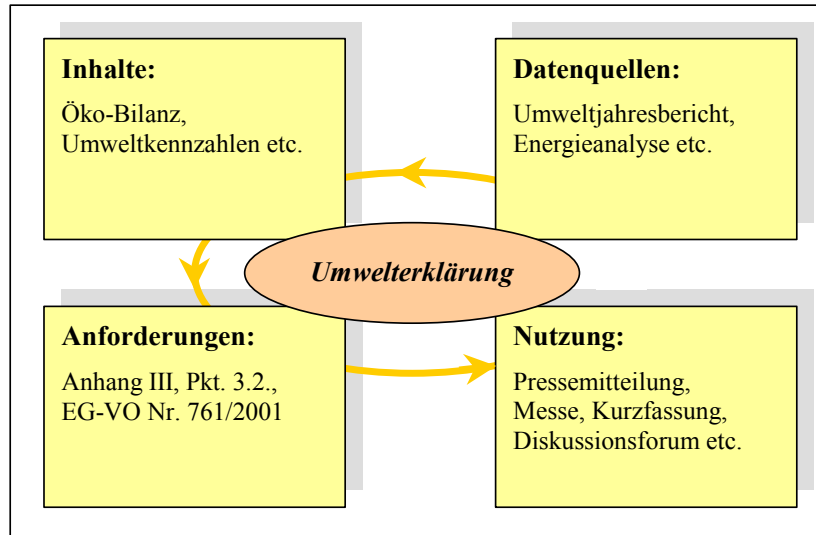 Inhalte:
Öko-Bilanz,
Umweltkennzahlen etc.
Datenquellen:
Umweltjahresbericht,
Energieanalyse etc.
Umwelterklärung
Anforderungen:
Anhang III, Pkt. 3.2.,
EG-VO Nr. 761/2001
Nutzung:
Pressemitteilung,
Messe, Kurzfassung,
Diskussionsforum etc.